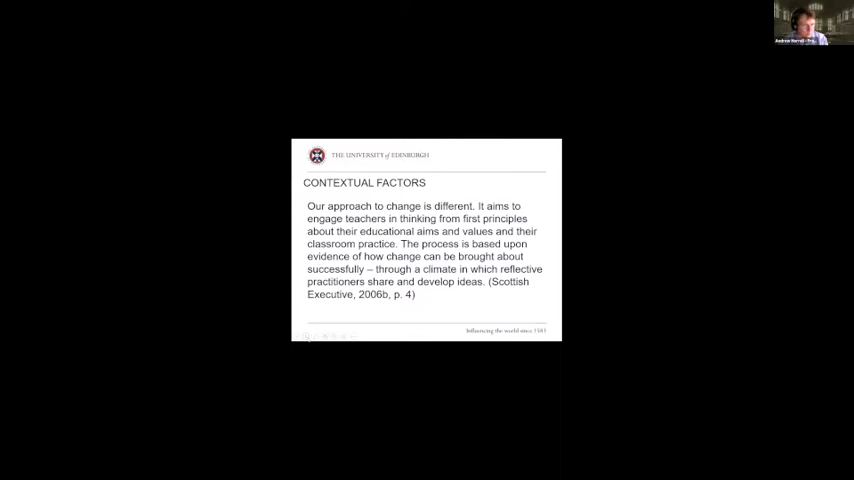 THE UNIVERSITY of EDINBURGH
CONTEXTUAL FACTORS
Our approach to change is different. It aims to
engage teachers in thinking from first principles
about their educational aims and values and their
classroom practice. The process is based upon
evidence of how change can be brought about
successfully – through a climate in which reflective
practitioners share and develop ideas. (Scottish
Executive, 2006b, p. 4)
Influencing the world since 1583